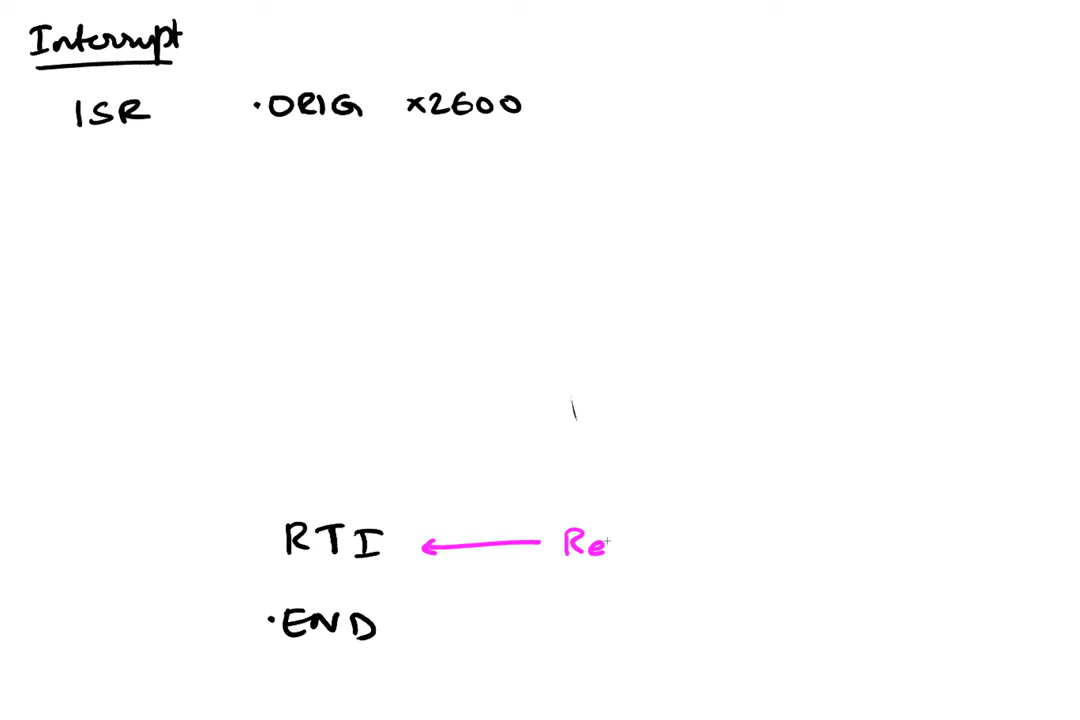 Interrupt
ISR .ORIG x2600
RTI ← Re
.END